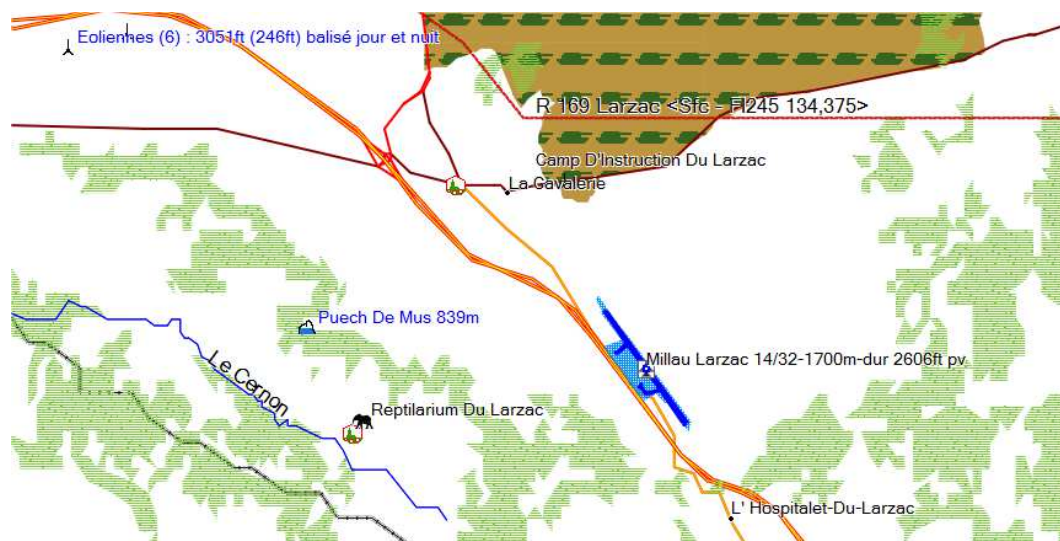 Eoliennes (6) : 3051ft (246ft) balisé jour et nuit
R 169 Larzac <Sfc - Fl245 134,375>
Camp D'Instruction Du Larzac
La Cavalerie
Puech De Mus 839m
Millau Larzac 14/32-1700m-dur 2606ft pv
Le Cernon
Reptilarium Du Larzac
L' Hospitalet-Du-Larzac